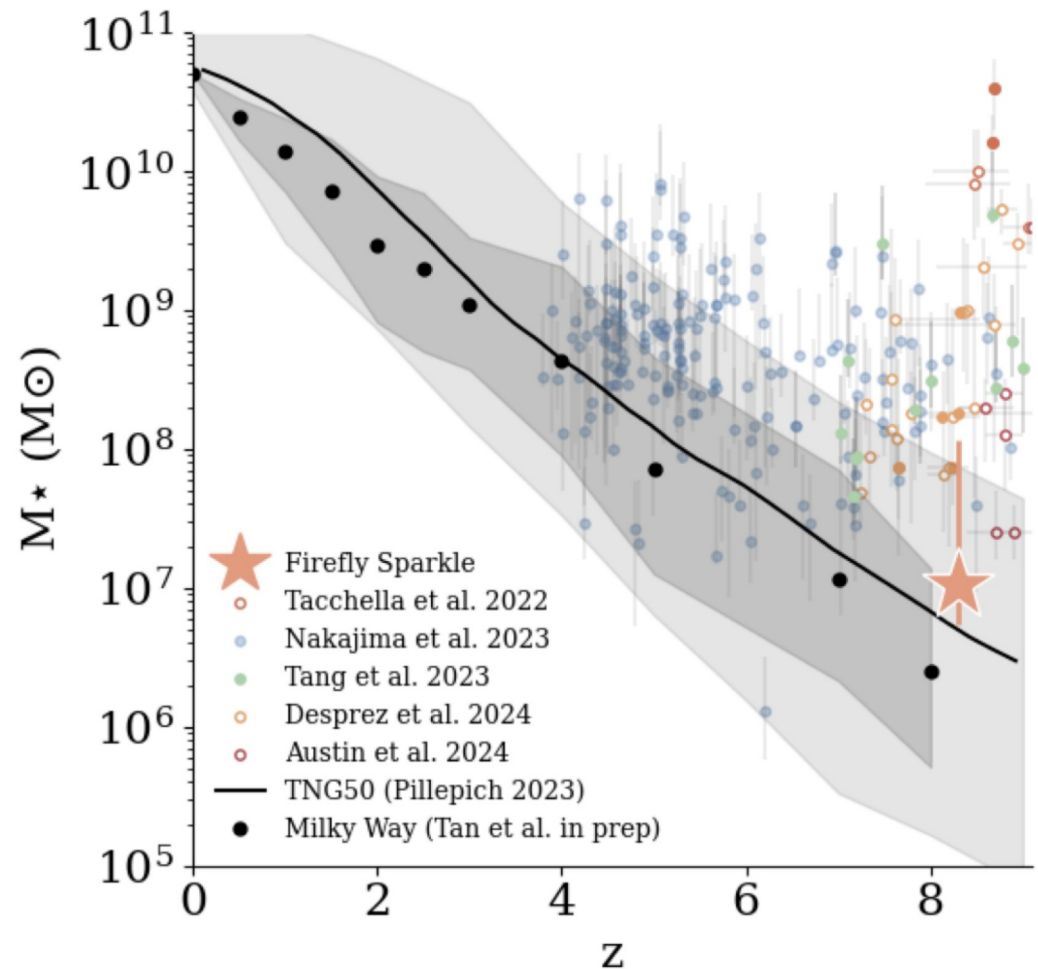 10¹¹
10¹⁰
10⁹
10⁸
10⁷
10⁶
10⁵
M⋆ (M⊙)
Firefly Sparkle
Tacchella et al. 2022
Nakajima et al. 2023
Tang et al. 2023
Desprez et al. 2024
Austin et al. 2024
TNG50 (Pillepich 2023)
Milky Way (Tan et al. in prep)
0 2 4 6 8
z